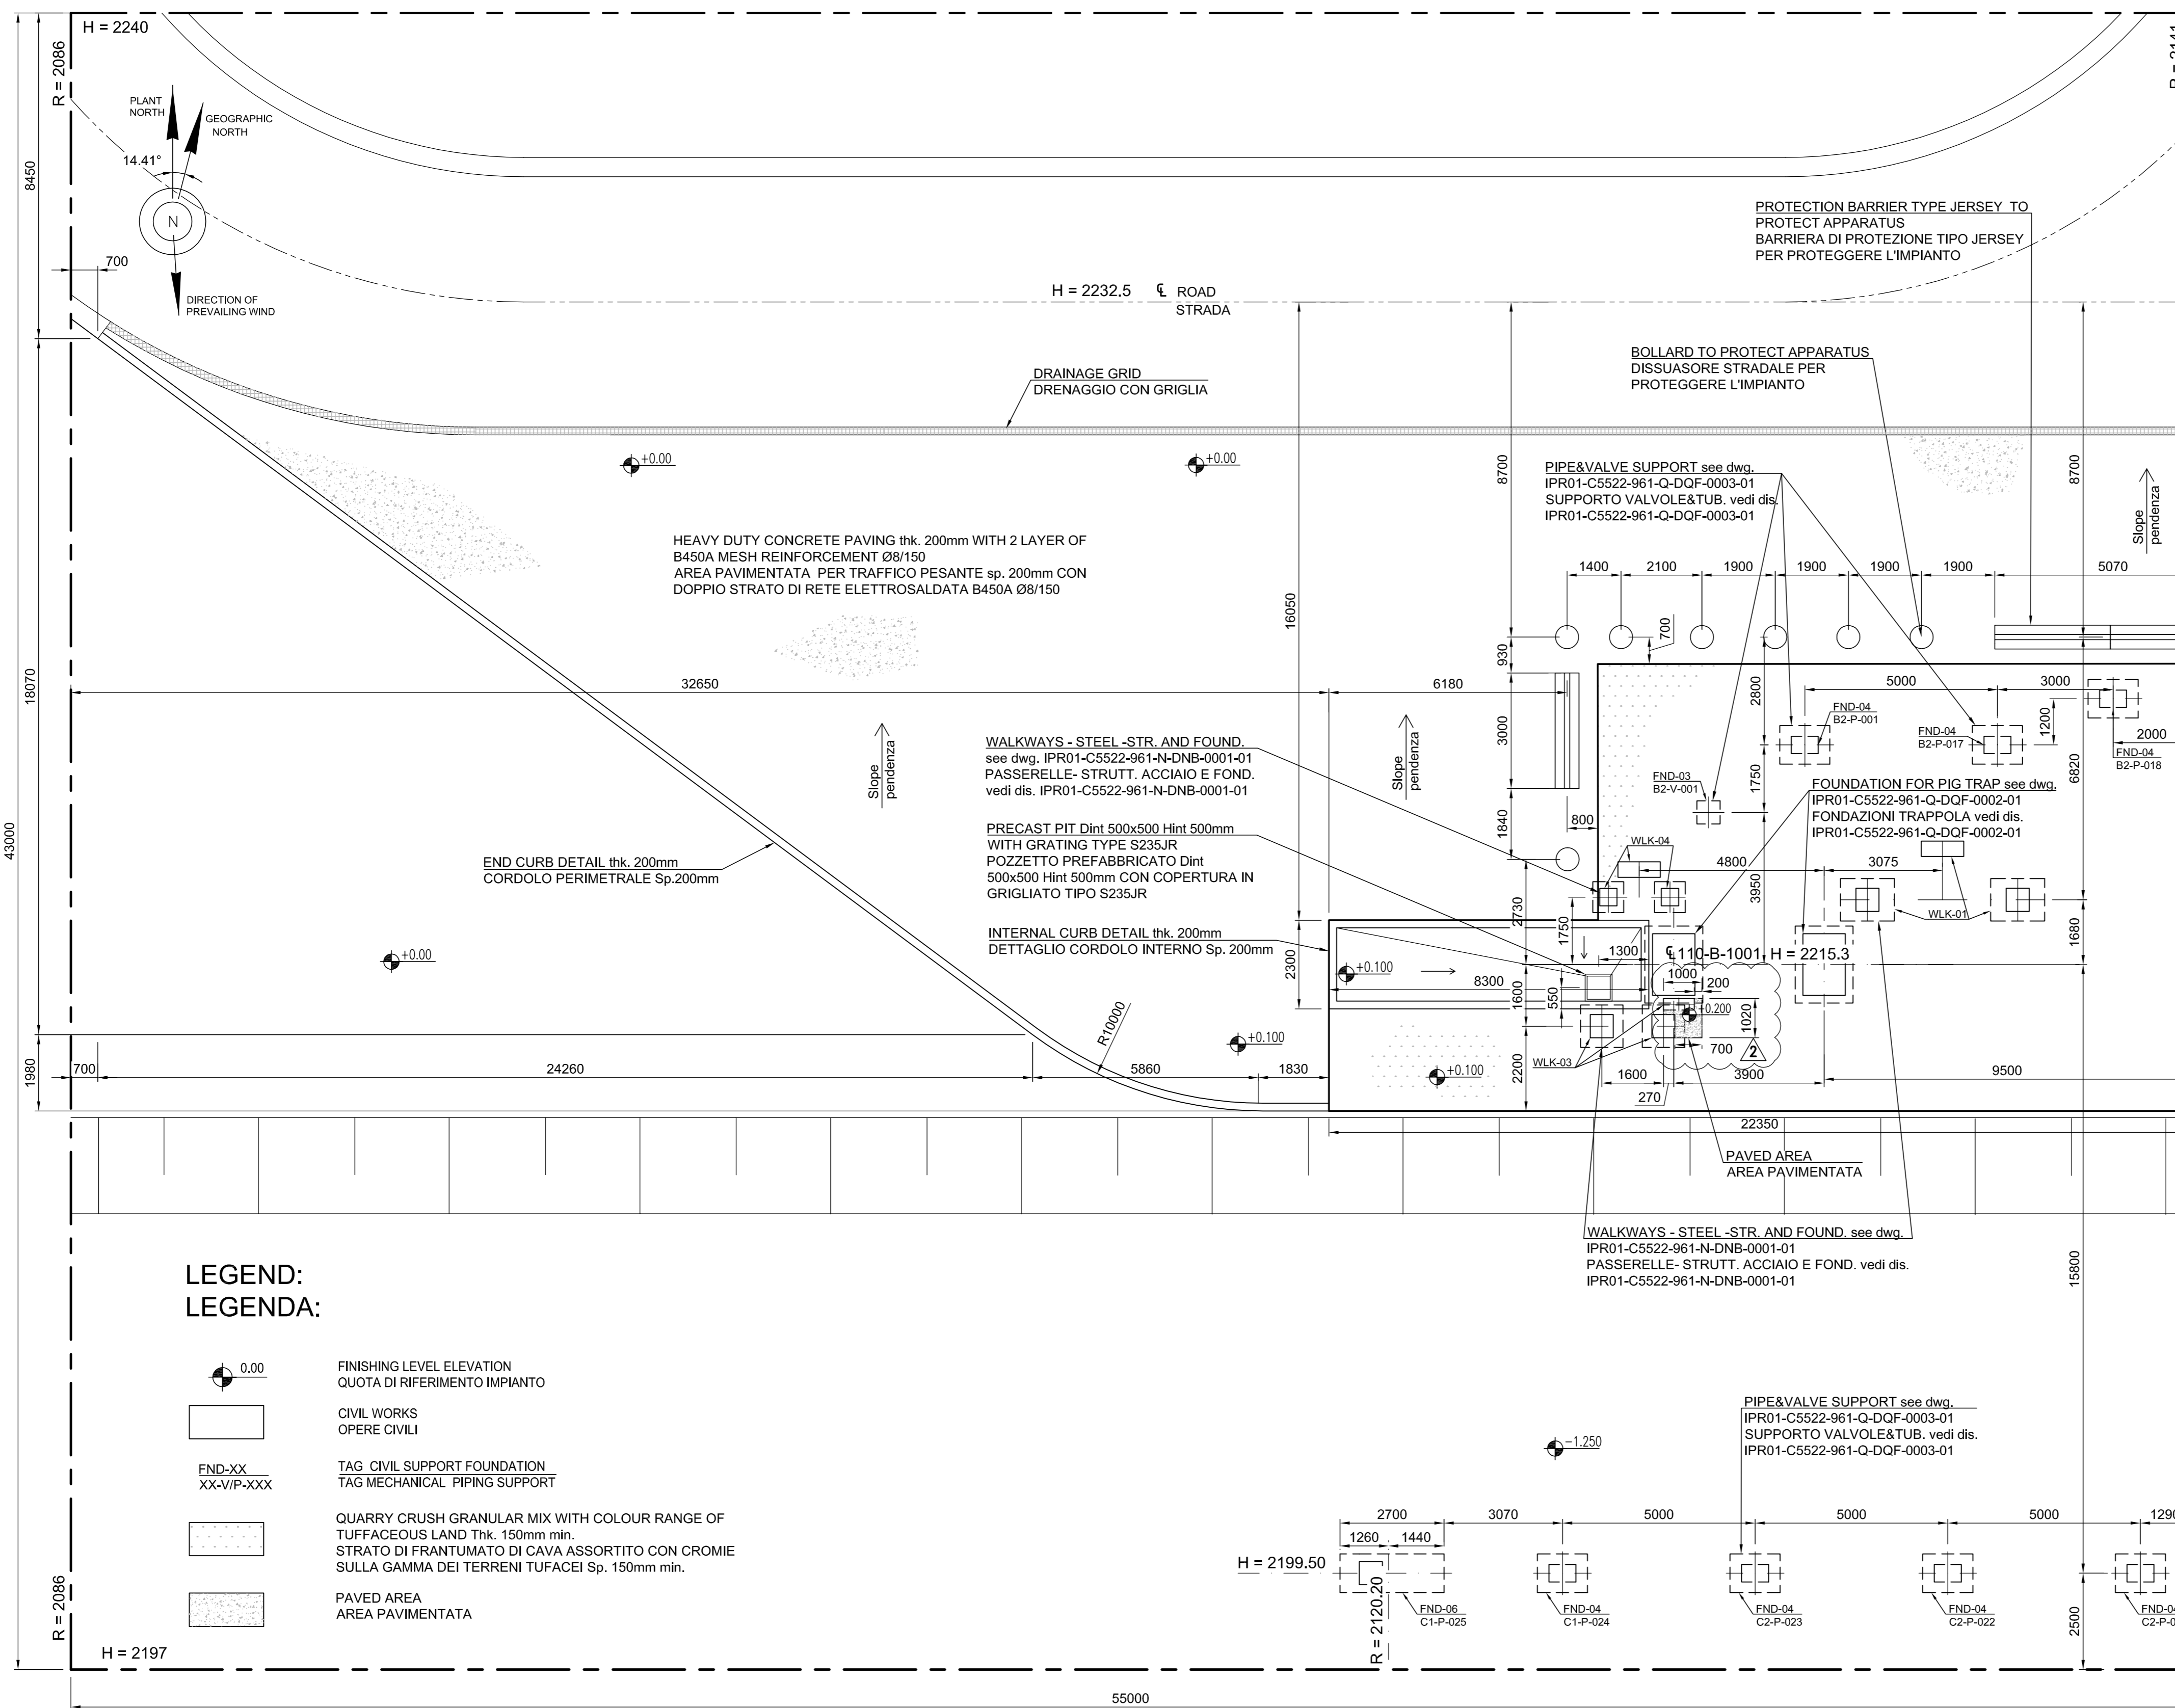 H = 2240
R = 2086
PLANT
NORTH
GEOGRAPHIC
NORTH
14.41°
N
DIRECTION OF
PREVAILING WIND
8450
700
18070
43000
1980
H = 2232.5
ROAD
STRADA
PROTECTION BARRIER TYPE JERSEY TO
PROTECT APPARATUS
BARRIERA DI PROTEZIONE TIPO JERSEY
PER PROTEGGERE L'IMPIANTO
BOLLARD TO PROTECT APPARATUS
DISSUASORE STRADALE PER
PROTEGGERE L'IMPIANTO
DRAINAGE GRID
DRENAGGIO CON GRIGLIA
+0.00
+0.00
8700
8700
PIPE&VALVE SUPPORT see dwg.
IPR01-C5522-961-Q-DQF-0003-01
SUPPORTO VALVOLE&TUB. vedi dis.
IPR01-C5522-961-Q-DQF-0003-01
Slope
pendenza
HEAVY DUTY CONCRETE PAVING thk. 200mm WITH 2 LAYER OF
B450A MESH REINFORCEMENT Ø8/150
AREA PAVIMENTATA PER TRAFFICO PESANTE sp. 200mm CON
DOPPIO STRATO DI RETE ELETTROSALDATA B450A Ø8/150
16050
1400
2100
1900
1900
1900
1900
5070
700
930
32650
6180
5000
3000
2800
1200
FND-04
B2-P-001
FND-04
B2-P-017
2000
FND-04
B2-P-018
3000
1750
6820
FND-03
B2-V-001
Slope
pendenza
Slope
pendenza
WALKWAYS - STEEL -STR. AND FOUND.
see dwg. IPR01-C5522-961-N-DNB-0001-01
PASSERELLE- STRUTT. ACCIAIO E FOND.
vedi dis. IPR01-C5522-961-N-DNB-0001-01
FOUNDATION FOR PIG TRAP see dwg.
IPR01-C5522-961-Q-DQF-0002-01
FONDAZIONI TRAPPOLA vedi dis.
IPR01-C5522-961-Q-DQF-0002-01
1840
800
PRECAST PIT Dint 500x500 Hint 500mm
WITH GRATING TYPE S235JR
POZZETTO PREFABBRICATO Dint
500x500 Hint 500mm CON COPERTURA IN
GRIGLIATO TIPO S235JR
WLK-04
4800
3075
3950
END CURB DETAIL thk. 200mm
CORDOLO PERIMETRALE Sp.200mm
WLK-01
2730
1750
1680
INTERNAL CURB DETAIL thk. 200mm
DETTAGLIO CORDOLO INTERNO Sp. 200mm
1300
110-B-1001, H = 2215.3
+0.00
+0.100
2300
8300
1000
200
1600
550
+0.200
1020
R10000
+0.100
WLK-03
700
2
+0.100
2200
700
24260
5860
1830
1600
3900
9500
270
22350
PAVED AREA
AREA PAVIMENTATA
WALKWAYS - STEEL -STR. AND FOUND. see dwg.
IPR01-C5522-961-N-DNB-0001-01
PASSERELLE- STRUTT. ACCIAIO E FOND. vedi dis.
IPR01-C5522-961-N-DNB-0001-01
15800
LEGEND:
LEGENDA:
0.00
FINISHING LEVEL ELEVATION
QUOTA DI RIFERIMENTO IMPIANTO
CIVIL WORKS
OPERE CIVILI
FND-XX
XX-V/P-XXX
TAG CIVIL SUPPORT FOUNDATION
TAG MECHANICAL PIPING SUPPORT
QUARRY CRUSH GRANULAR MIX WITH COLOUR RANGE OF
TUFFACEOUS LAND Thk. 150mm min.
STRATO DI FRANTUMATO DI CAVA ASSORTITO CON CROMIE
SULLA GAMMA DEI TERRENI TUFACEI Sp. 150mm min.
PAVED AREA
AREA PAVIMENTATA
-1.250
PIPE&VALVE SUPPORT see dwg.
IPR01-C5522-961-Q-DQF-0003-01
SUPPORTO VALVOLE&TUB. vedi dis.
IPR01-C5522-961-Q-DQF-0003-01
2700
3070
5000
5000
5000
1260
1440
H = 2199.50
R = 2120.20
FND-06
C1-P-025
FND-04
C1-P-024
FND-04
C2-P-023
FND-04
C2-P-022
2500
R = 2086
H = 2197
55000